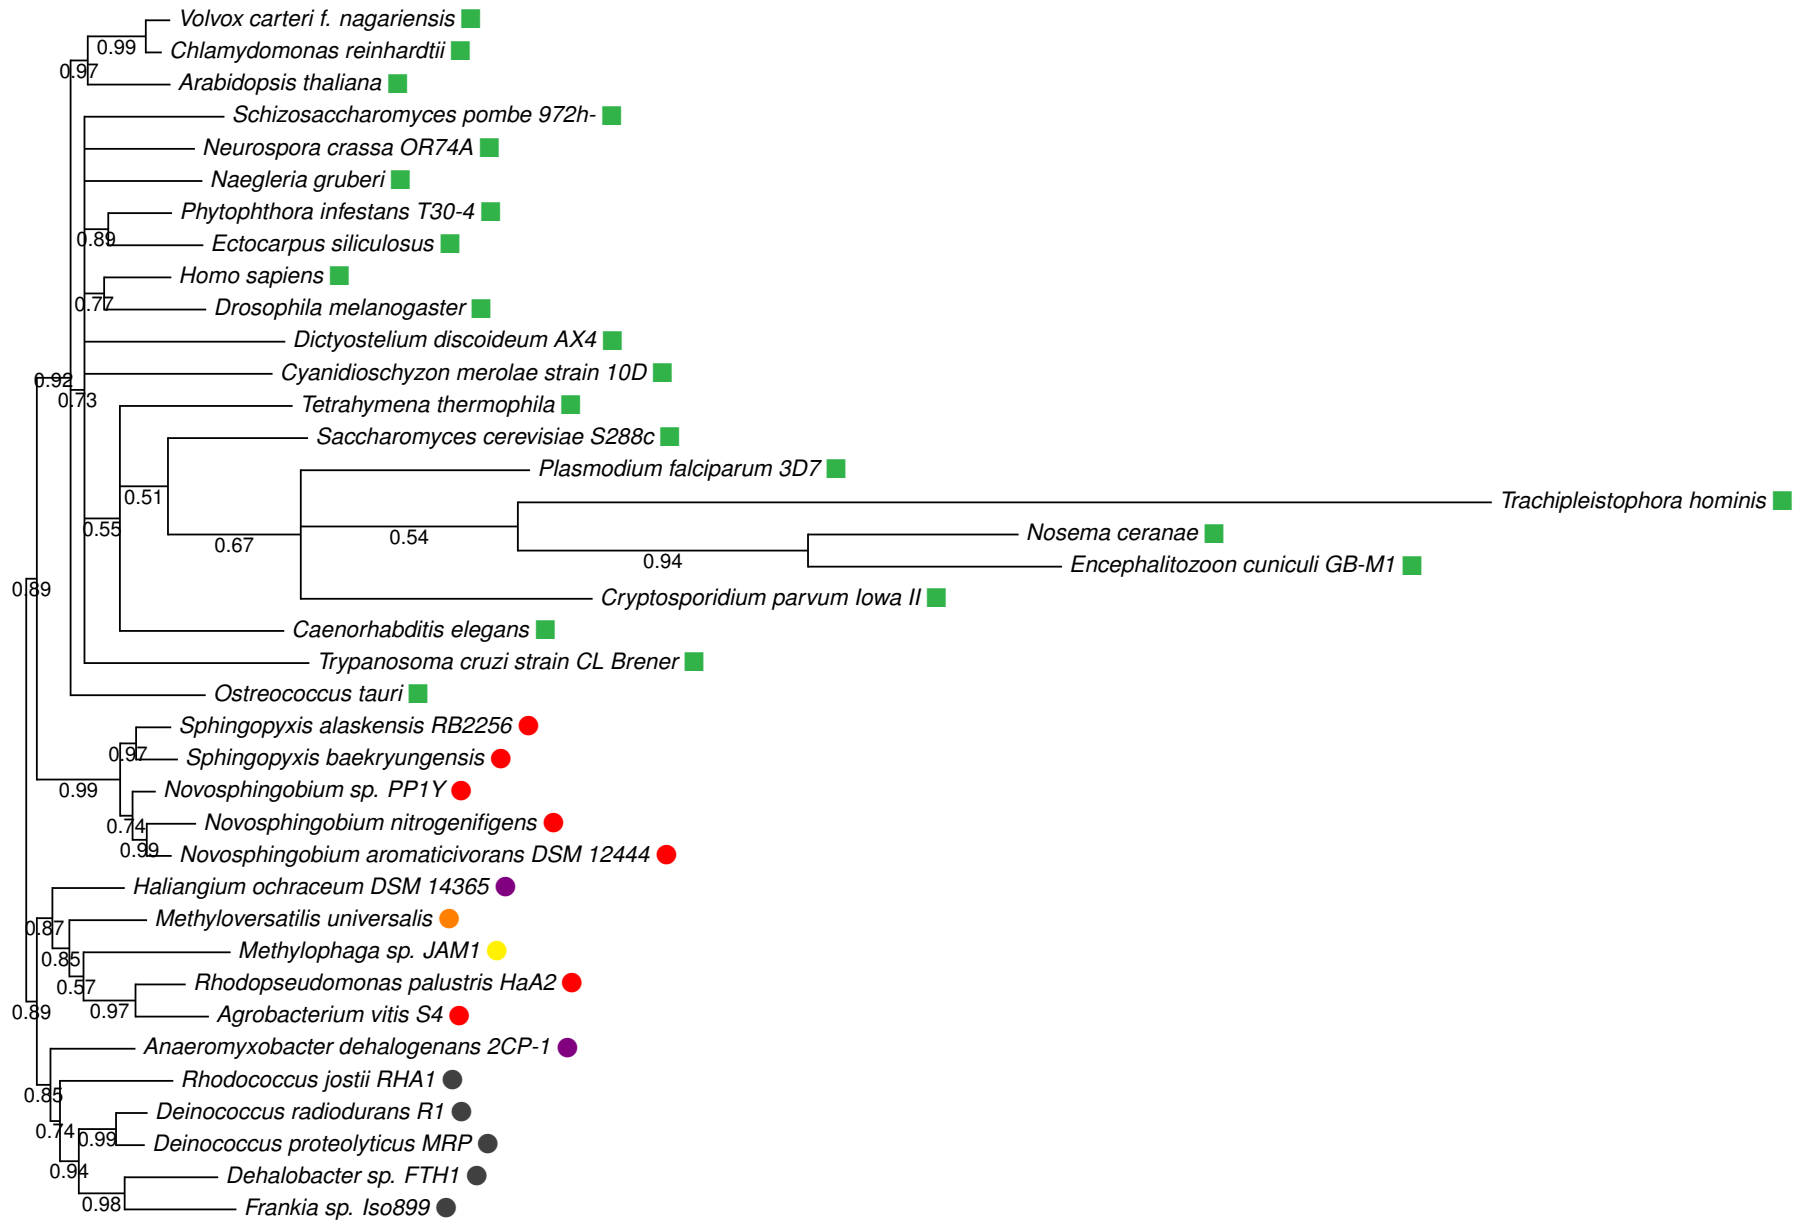 Volvox carteri f. nagariensis
0.99
Chlamydomonas reinhardtii
0.97
Arabidopsis thaliana
Schizosaccharomyces pombe 972h-
Neurospora crassa OR74A
Naegleria gruberi
Phytophthora infestans T30-4
0.89
Ectocarpus siliculosus
Homo sapiens
0.77
Drosophila melanogaster
Dictyostelium discoideum AX4
Cyanidioschyzon merolae strain 10D
0.92
0.73
Tetrahymena thermophila
Saccharomyces cerevisiae S288c
Plasmodium falciparum 3D7
0.51
Trachipleistophora hominis
0.55
Nosema ceranae
0.67
0.54
0.94
Encephalitozoon cuniculi GB-M1
0.89
Cryptosporidium parvum Iowa II
Caenorhabditis elegans
Trypanosoma cruzi strain CL Brener
Ostreococcus tauri
Sphingopyxis alaskensis RB2256
0.97
Sphingopyxis baekryungensis
0.99
Novosphingobium sp. PP1Y
0.74
Novosphingobium nitrogenifigens
0.99
Novosphingobium aromaticivorans DSM 12444
Haliangium ochraceum DSM 14365
Methyloversatilis universalis
0.87
Methylophaga sp. JAM1
0.85
Rhodopseudomonas palustris HaA2
0.57
0.97
0.89
Agrobacterium vitis S4
Anaeromyxobacter dehalogenans 2CP-1
Rhodococcus jostii RHA1
0.85
Deinococcus radiodurans R1
0.74
0.99
Deinococcus proteolyticus MRP
0.94
Dehalobacter sp. FTH1
0.98
Frankia sp. Iso899